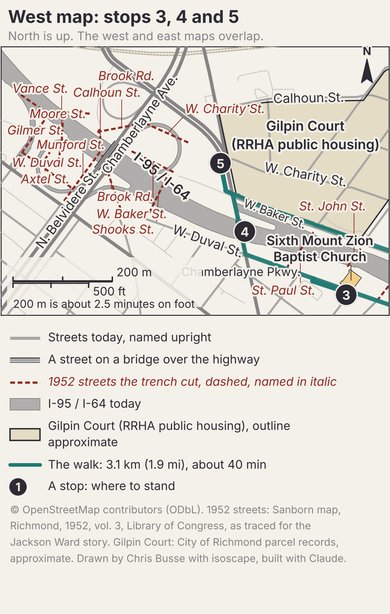 West map: stops 3, 4 and 5
North is up. The west and east maps overlap.
N
Brook Rd.
Vance St.
Calhoun St.
Chamberlayne Ave.
Calhoun St.
Moore St.
W. Charity St.
Gilpin Court
(RRHA public housing)
Gilmer St.
Munford St.
W. Duval St.
I-95 / I-64
5
W. Charity St.
Axtel St.
Brook Rd.
W. Baker St.
St. John St.
W. Baker St.
N-Belvidere St.
Shooks St.
W. Duval St.
4
Sixth Mount Zion
Baptist Church
200 m
Chamberlayne Pkwy.
500 ft
St. Paul St.
3
200 m is about 2.5 minutes on foot
Streets today, named upright
A street on a bridge over the highway
1952 streets the trench cut, dashed, named in italic
I-95 / I-64 today
Gilpin Court (RRHA public housing), outline
approximate
The walk: 3.1 km (1.9 mi), about 40 min
1 A stop: where to stand
© OpenStreetMap contributors (ODbL). 1952 streets: Sanborn map,
Richmond, 1952, vol. 3, Library of Congress, as traced for the
Jackson Ward story. Gilpin Court: City of Richmond parcel records,
approximate. Drawn by Chris Busse with isoscape, built with Claude.